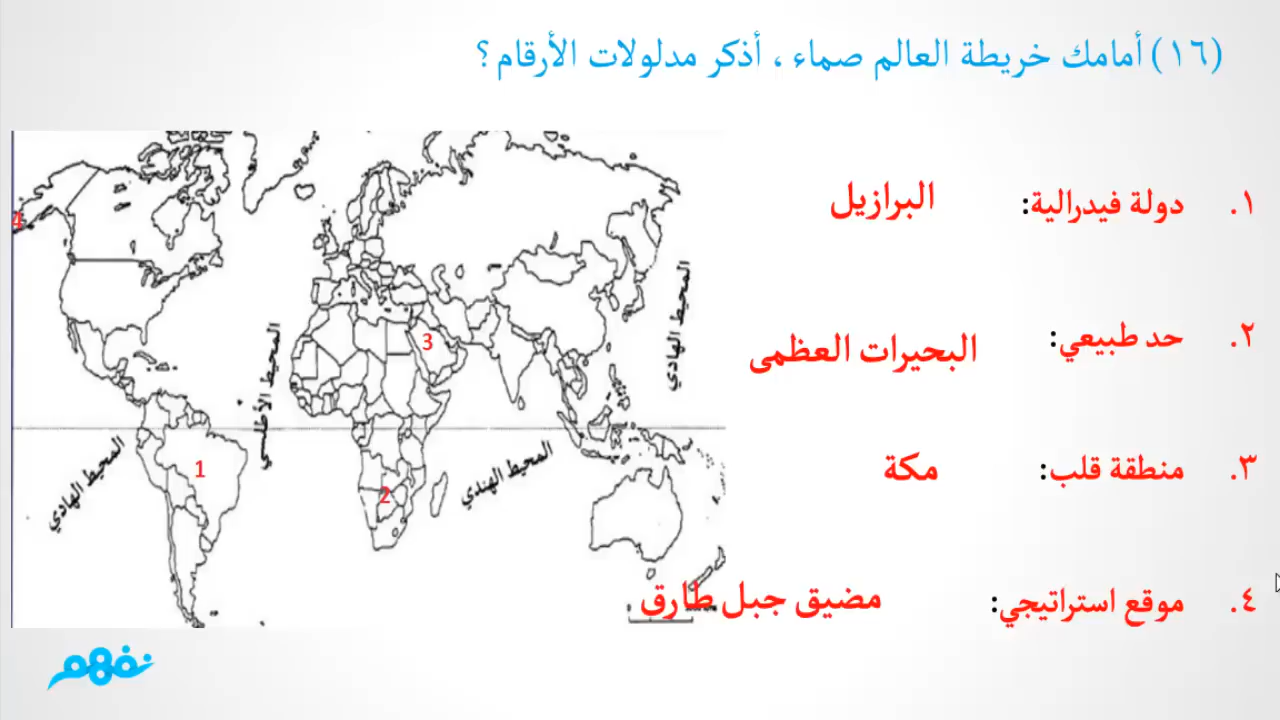 (١٦) أمامك خريطة العالم صماء ، أذكر مدلولات الأرقام؟
١. دولة فيدرالية: البرازيل
٢. حد طبيعي: البحيرات العظمى
٣. منطقة قلب: مكة
٤. موقع استراتيجي: مضيق جبل طارق
4
3
1
2
المحيط الهادي
المحيط الأطلسي
المحيط الهندي
المحيط الهادي
نفهم